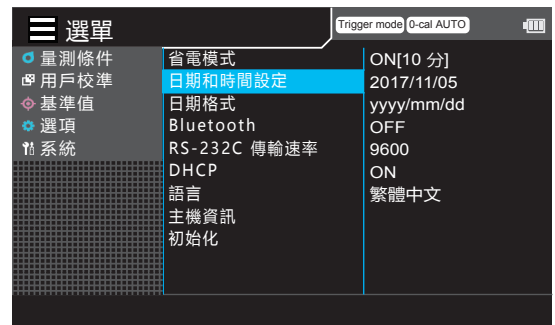 選單
Trigger mode 0-cal AUTO
量測條件
用戶校準
基準值
選項
系統
省電模式 ON[10 分]
日期和時間設定 2017/11/05
日期格式 yyyy/mm/dd
Bluetooth OFF
RS-232C 傳輸速率 9600
DHCP ON
語言 繁體中文
主機資訊
初始化